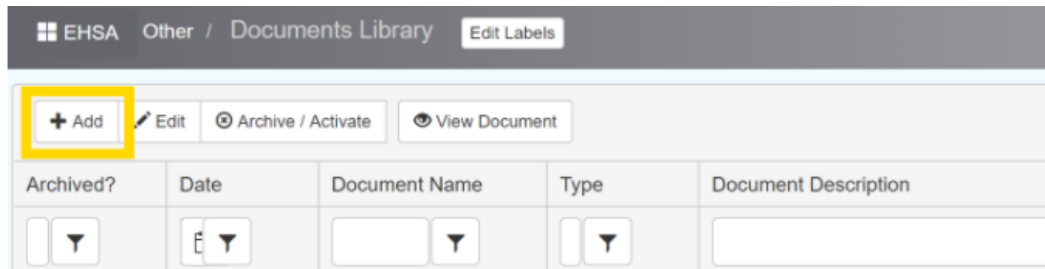 EHSA Other / Documents Library Edit Labels
Add Edit Archive / Activate View Document
Archived? Date Document Name Type Document Description